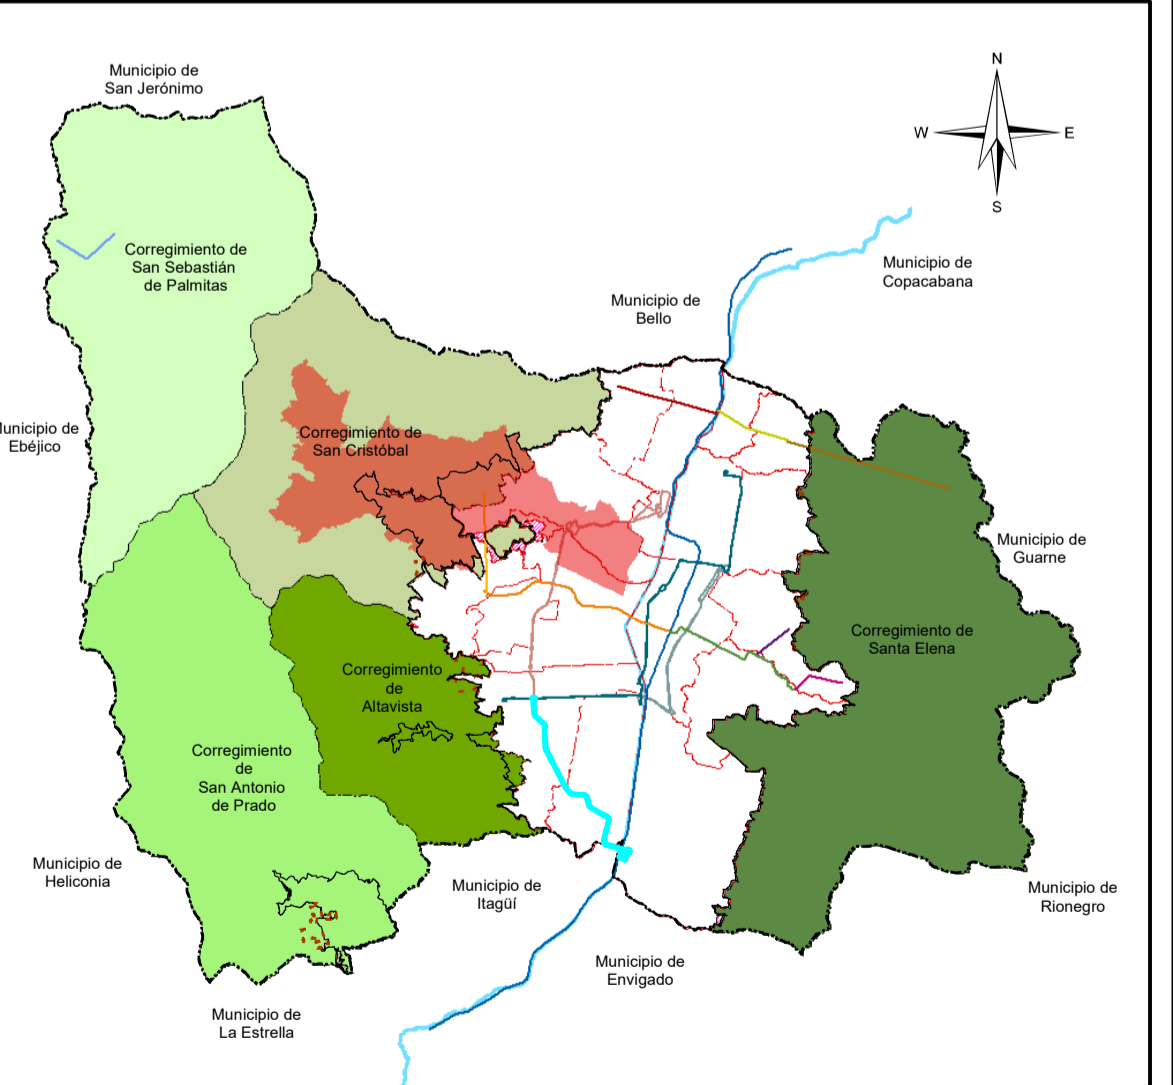 Municipio de
San Jerónimo
N
W
E
S
Corregimiento de
San Sebastián
de Palmitas
Municipio de
Copacabana
Municipio de
Bello
unicipio de
Ebéjico
Corregimiento de
San Cristóbal
Municipio de
Guarne
Corregimiento de
Santa Elena
Corregimiento
de
Altavista
Corregimiento
de
San Antonio
de Prado
Municipio de
Heliconia
Municipio de
Itagüí
Municipio de
Rionegro
Municipio de
Envigado
Municipio de
La Estrella